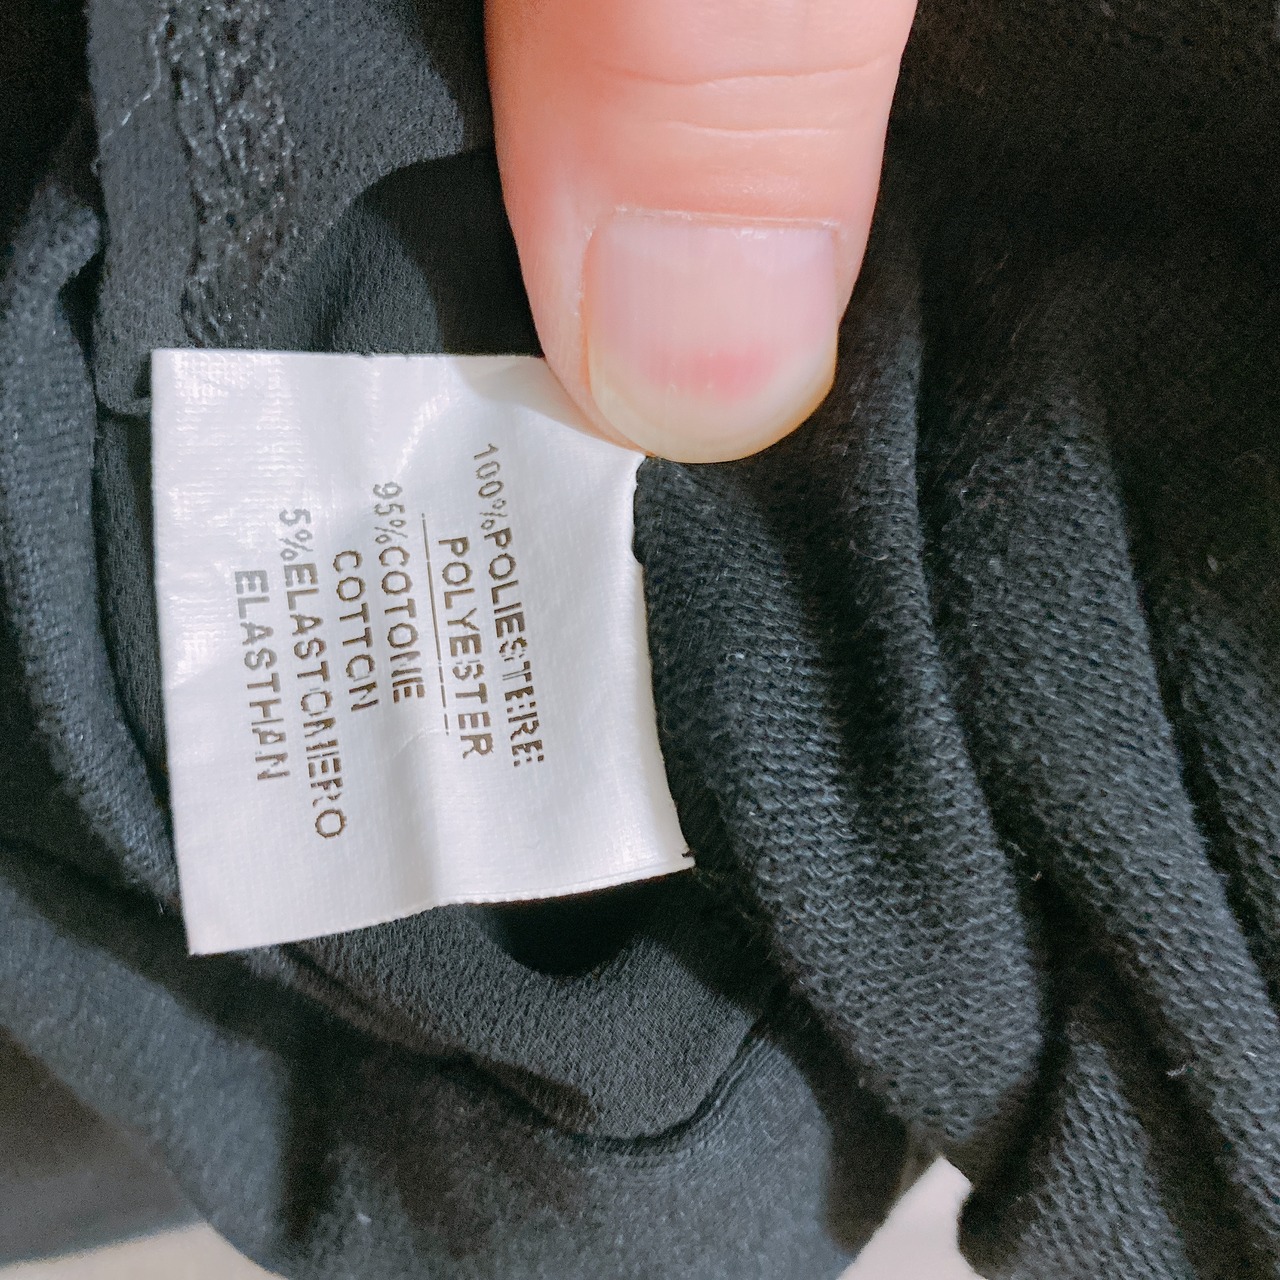 100%POLIESTERE
POLYESTER
95%COTONE
COTTON
5%ELASTOMERO
ELASTHAN